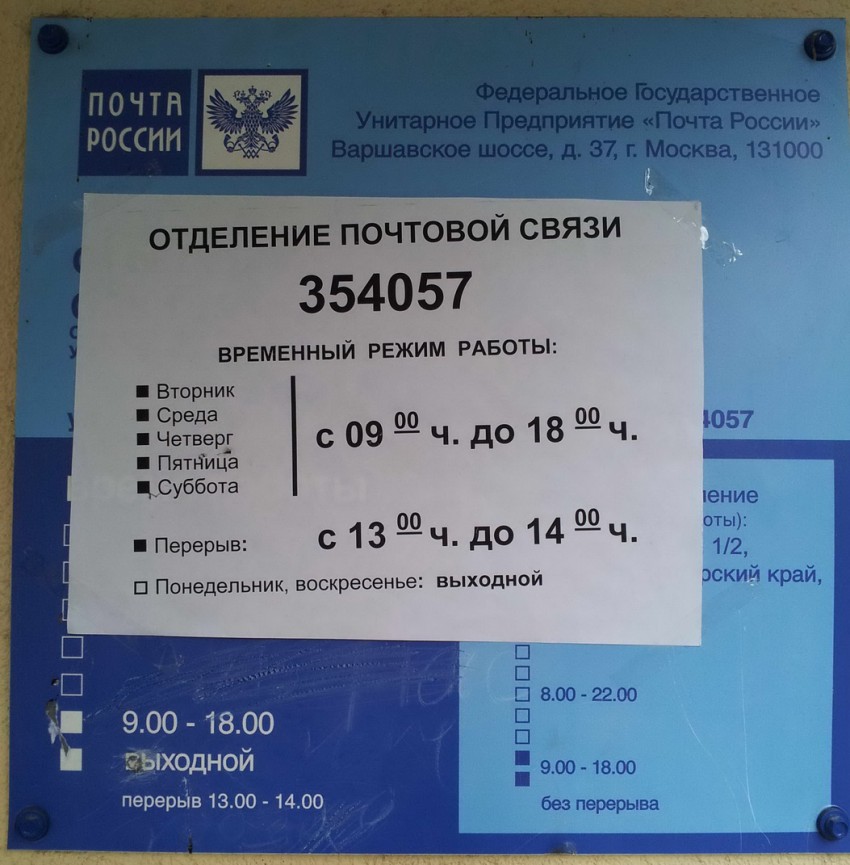 ПОЧТА
РОССИИ
Федеральное Государственное
Унитарное Предприятие «Почта России»
Варшавское шоссе, д. 37, г. Москва, 131000
ОТДЕЛЕНИЕ ПОЧТОВОЙ СВЯЗИ
354057
ВРЕМЕННЫЙ РЕЖИМ РАБОТЫ:
Вторник
Среда
Четверг
Пятница
Суббота
с 09 00 ч. до 18 00 ч.
Перерыв: с 13 00 ч. до 14 00 ч.
Понедельник, воскресенье: выходной
4057
ление
оты):
1/2,
рский край,
9.00 - 18.00
выходной
перерыв 13.00 - 14.00
8.00 - 22.00
9.00 - 18.00
без перерыва